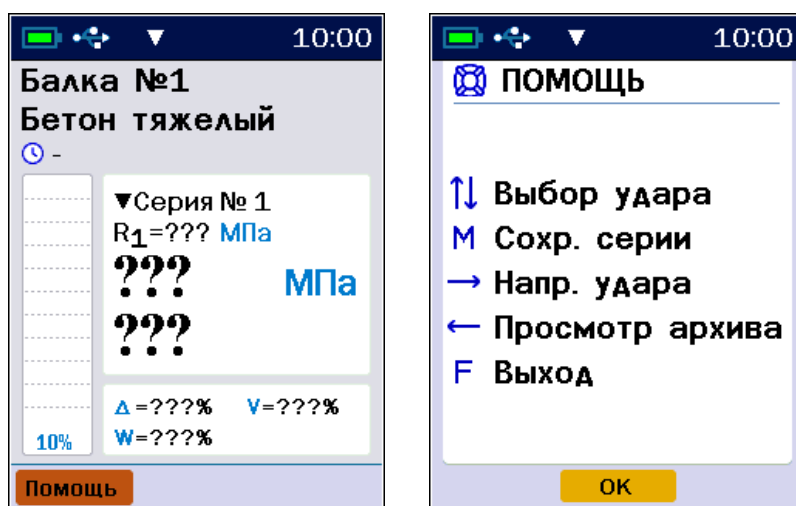 10:00
Балка №1
Бетон тяжелый
-
▼Серия № 1
R1=??? МПа
??? МПа
???
Δ=???% V=???%
W=???%
10%
Помощь
10:00
ПОМОЩЬ
↑↓ Выбор удара
M Сохр. серии
→ Напр. удара
← Просмотр архива
F Выход
ОК